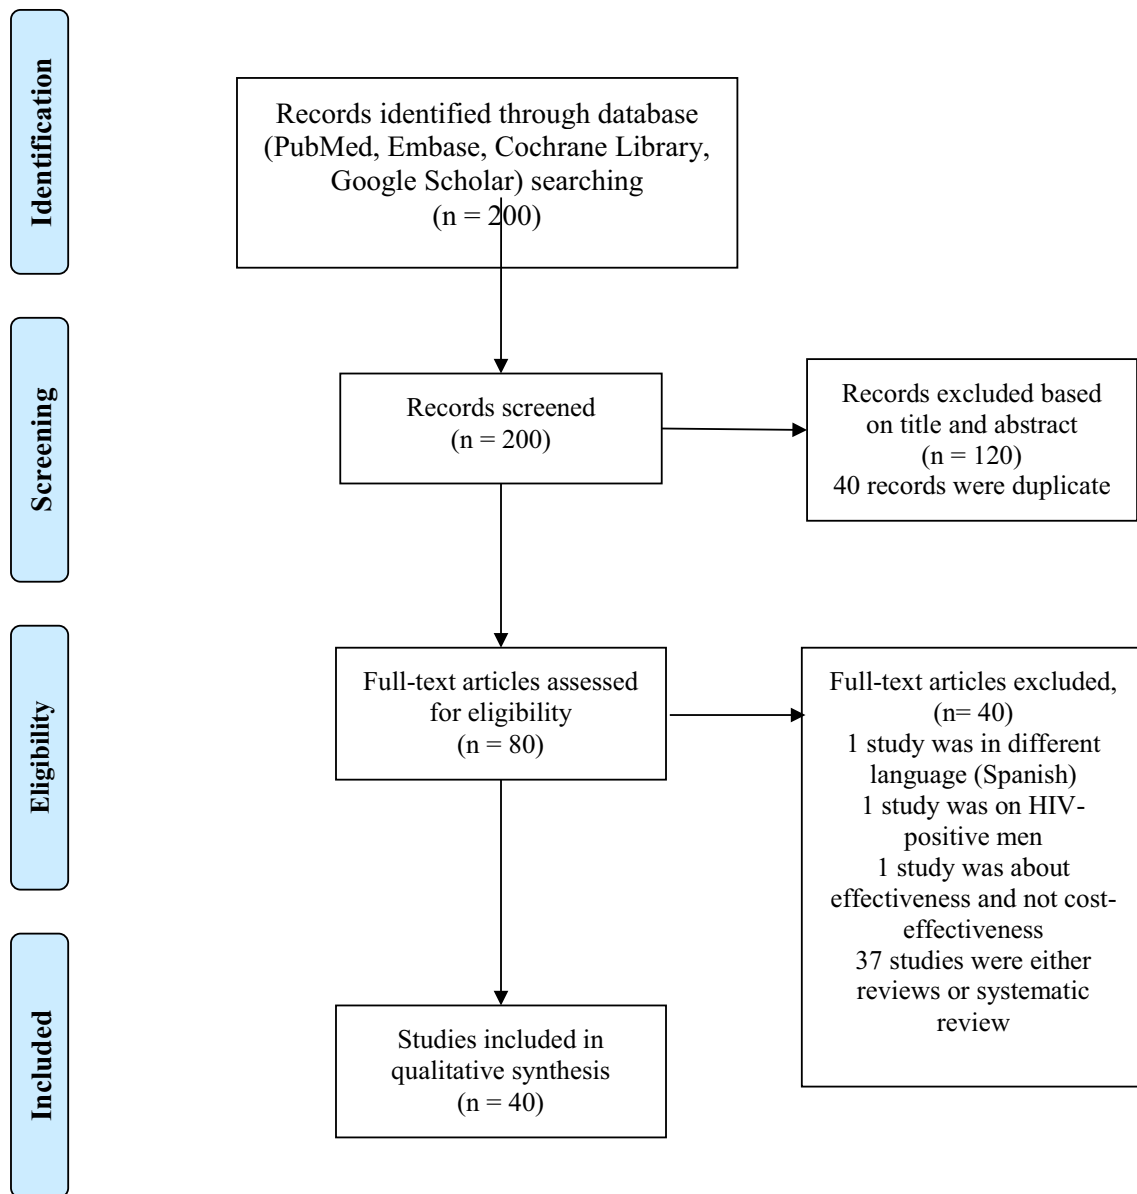 Identification
Records identified through database
(PubMed, Embase, Cochrane Library,
Google Scholar) searching
(n = 200)
Screening
Records screened
(n = 200)
Records excluded based
on title and abstract
(n = 120)
40 records were duplicate
Eligibility
Full-text articles assessed
for eligibility
(n = 80)
Full-text articles excluded,
(n= 40)
1 study was in different
language (Spanish)
1 study was on HIV-
positive men
1 study was about
effectiveness and not cost-
effectiveness
37 studies were either
reviews or systematic
review
Included
Studies included in
qualitative synthesis
(n = 40)